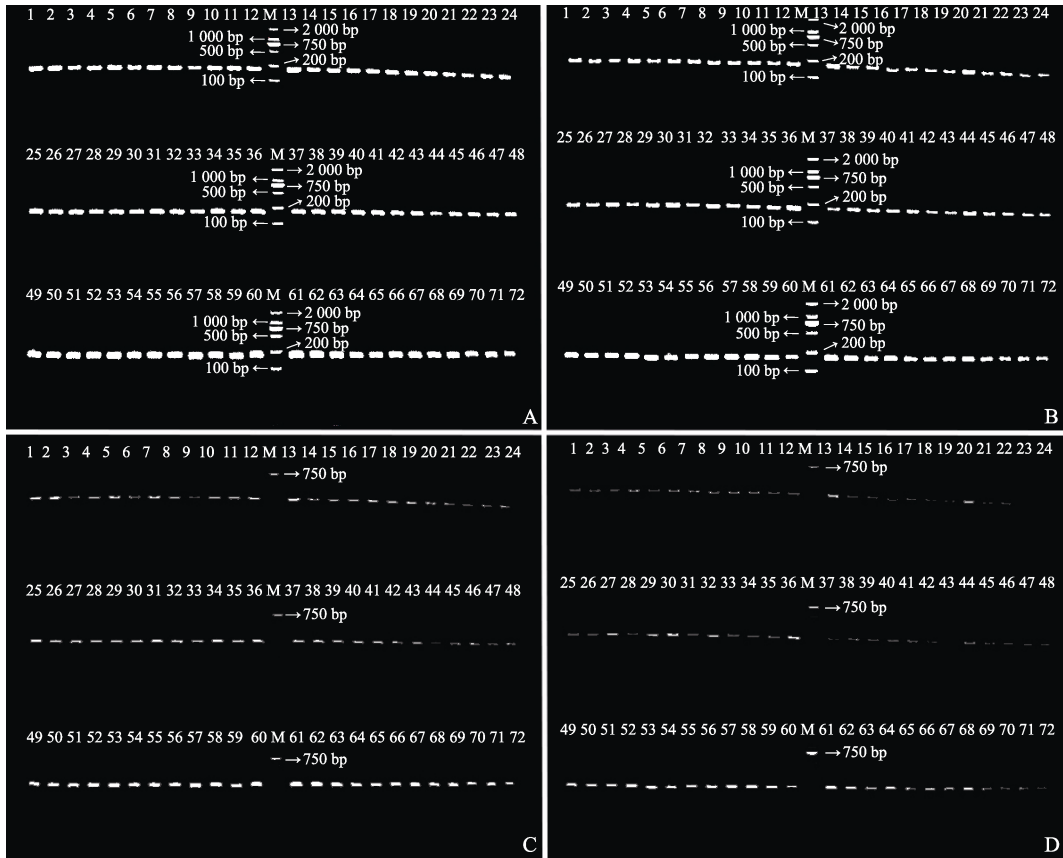 1 2 3 4 5 6 7 8 9 10 11 12 M 13 14 15 16 17 18 19 20 21 22 23 24
→ 2 000 bp
1 000 bp ←
→ 750 bp
500 bp ←
200 bp
100 bp ←
25 26 27 28 29 30 31 32 33 34 35 36 M 37 38 39 40 41 42 43 44 45 46 47 48
→ 2 000 bp
1 000 bp ←
→ 750 bp
500 bp ←
200 bp
100 bp ←
49 50 51 52 53 54 55 56 57 58 59 60 M 61 62 63 64 65 66 67 68 69 70 71 72
→ 2 000 bp
1 000 bp ←
→ 750 bp
500 bp ←
200 bp
100 bp ←
A
1 2 3 4 5 6 7 8 9 10 11 12 M 13 14 15 16 17 18 19 20 21 22 23 24
2 000 bp
1 000 bp ←
750 bp
500 bp ←
200 bp
100 bp ←
25 26 27 28 29 30 31 32 33 34 35 36 M 37 38 39 40 41 42 43 44 45 46 47 48
→ 2 000 bp
1 000 bp ←
→ 750 bp
500 bp ←
200 bp
100 bp ←
49 50 51 52 53 54 55 56 57 58 59 60 M 61 62 63 64 65 66 67 68 69 70 71 72
→ 2 000 bp
1 000 bp ←
→ 750 bp
500 bp ←
200 bp
100 bp ←
B
1 2 3 4 5 6 7 8 9 10 11 12 M 13 14 15 16 17 18 19 20 21 22 23 24
→ 750 bp
25 26 27 28 29 30 31 32 33 34 35 36 M 37 38 39 40 41 42 43 44 45 46 47 48
→ 750 bp
49 50 51 52 53 54 55 56 57 58 59 60 M 61 62 63 64 65 66 67 68 69 70 71 72
→ 750 bp
C
1 2 3 4 5 6 7 8 9 10 11 12 M 13 14 15 16 17 18 19 20 21 22 23 24
→ 750 bp
25 26 27 28 29 30 31 32 33 34 35 36 M 37 38 39 40 41 42 43 44 45 46 47 48
→ 750 bp
49 50 51 52 53 54 55 56 57 58 59 60 M 61 62 63 64 65 66 67 68 69 70 71 72
→ 750 bp
D